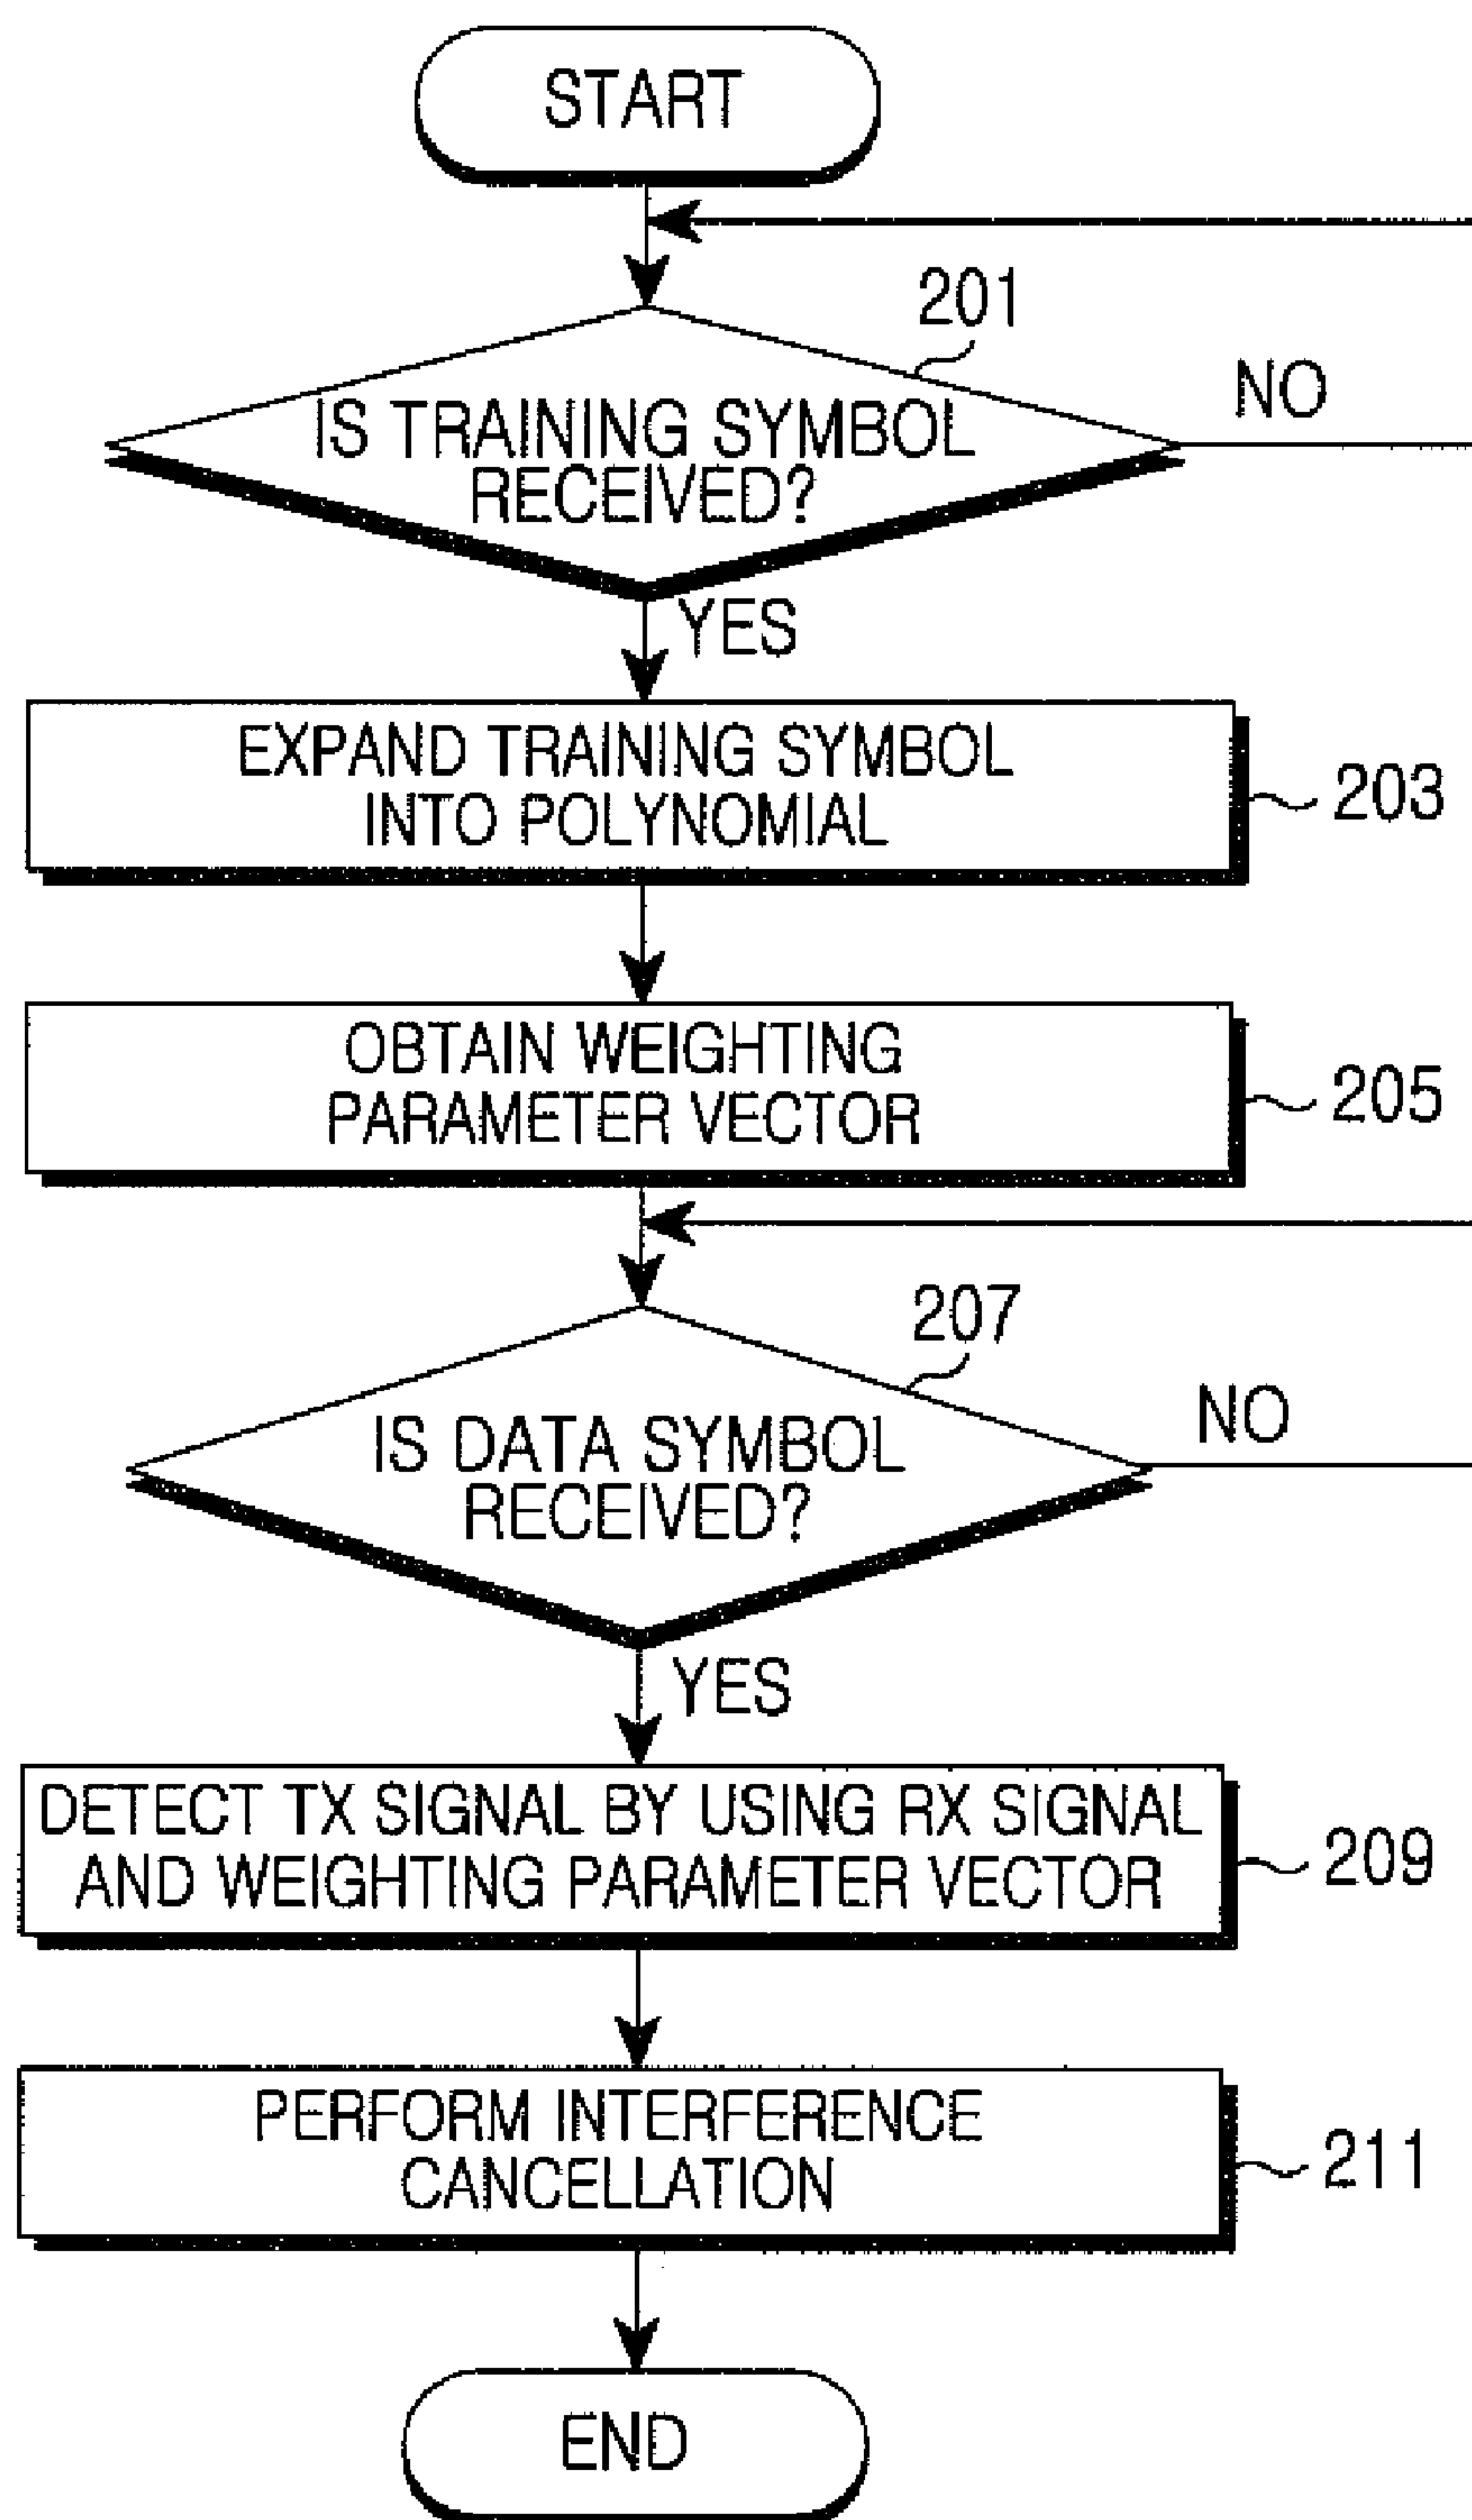 START
201
IS TRAINING SYMBOL
RECEIVED?
NO
YES
EXPAND TRAINING SYMBOL
INTO POLYNOMIAL
203
OBTAIN WEIGHTING
PARAMETER VECTOR
205
207
IS DATA SYMBOL
RECEIVED?
NO
YES
DETECT TX SIGNAL BY USING RX SIGNAL
AND WEIGHTING PARAMETER VECTOR
209
PERFORM INTERFERENCE
CANCELLATION
211
END